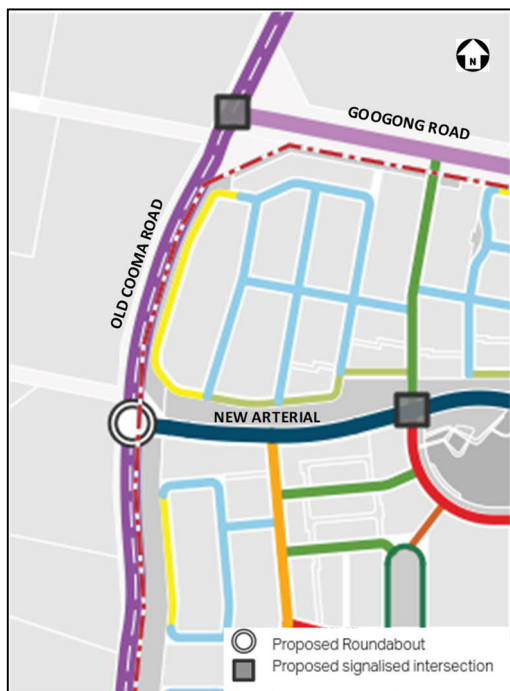 N
GOOGONG ROAD
OLD COOMA ROAD
NEW ARTERIAL
Proposed Roundabout
Proposed signalised intersection